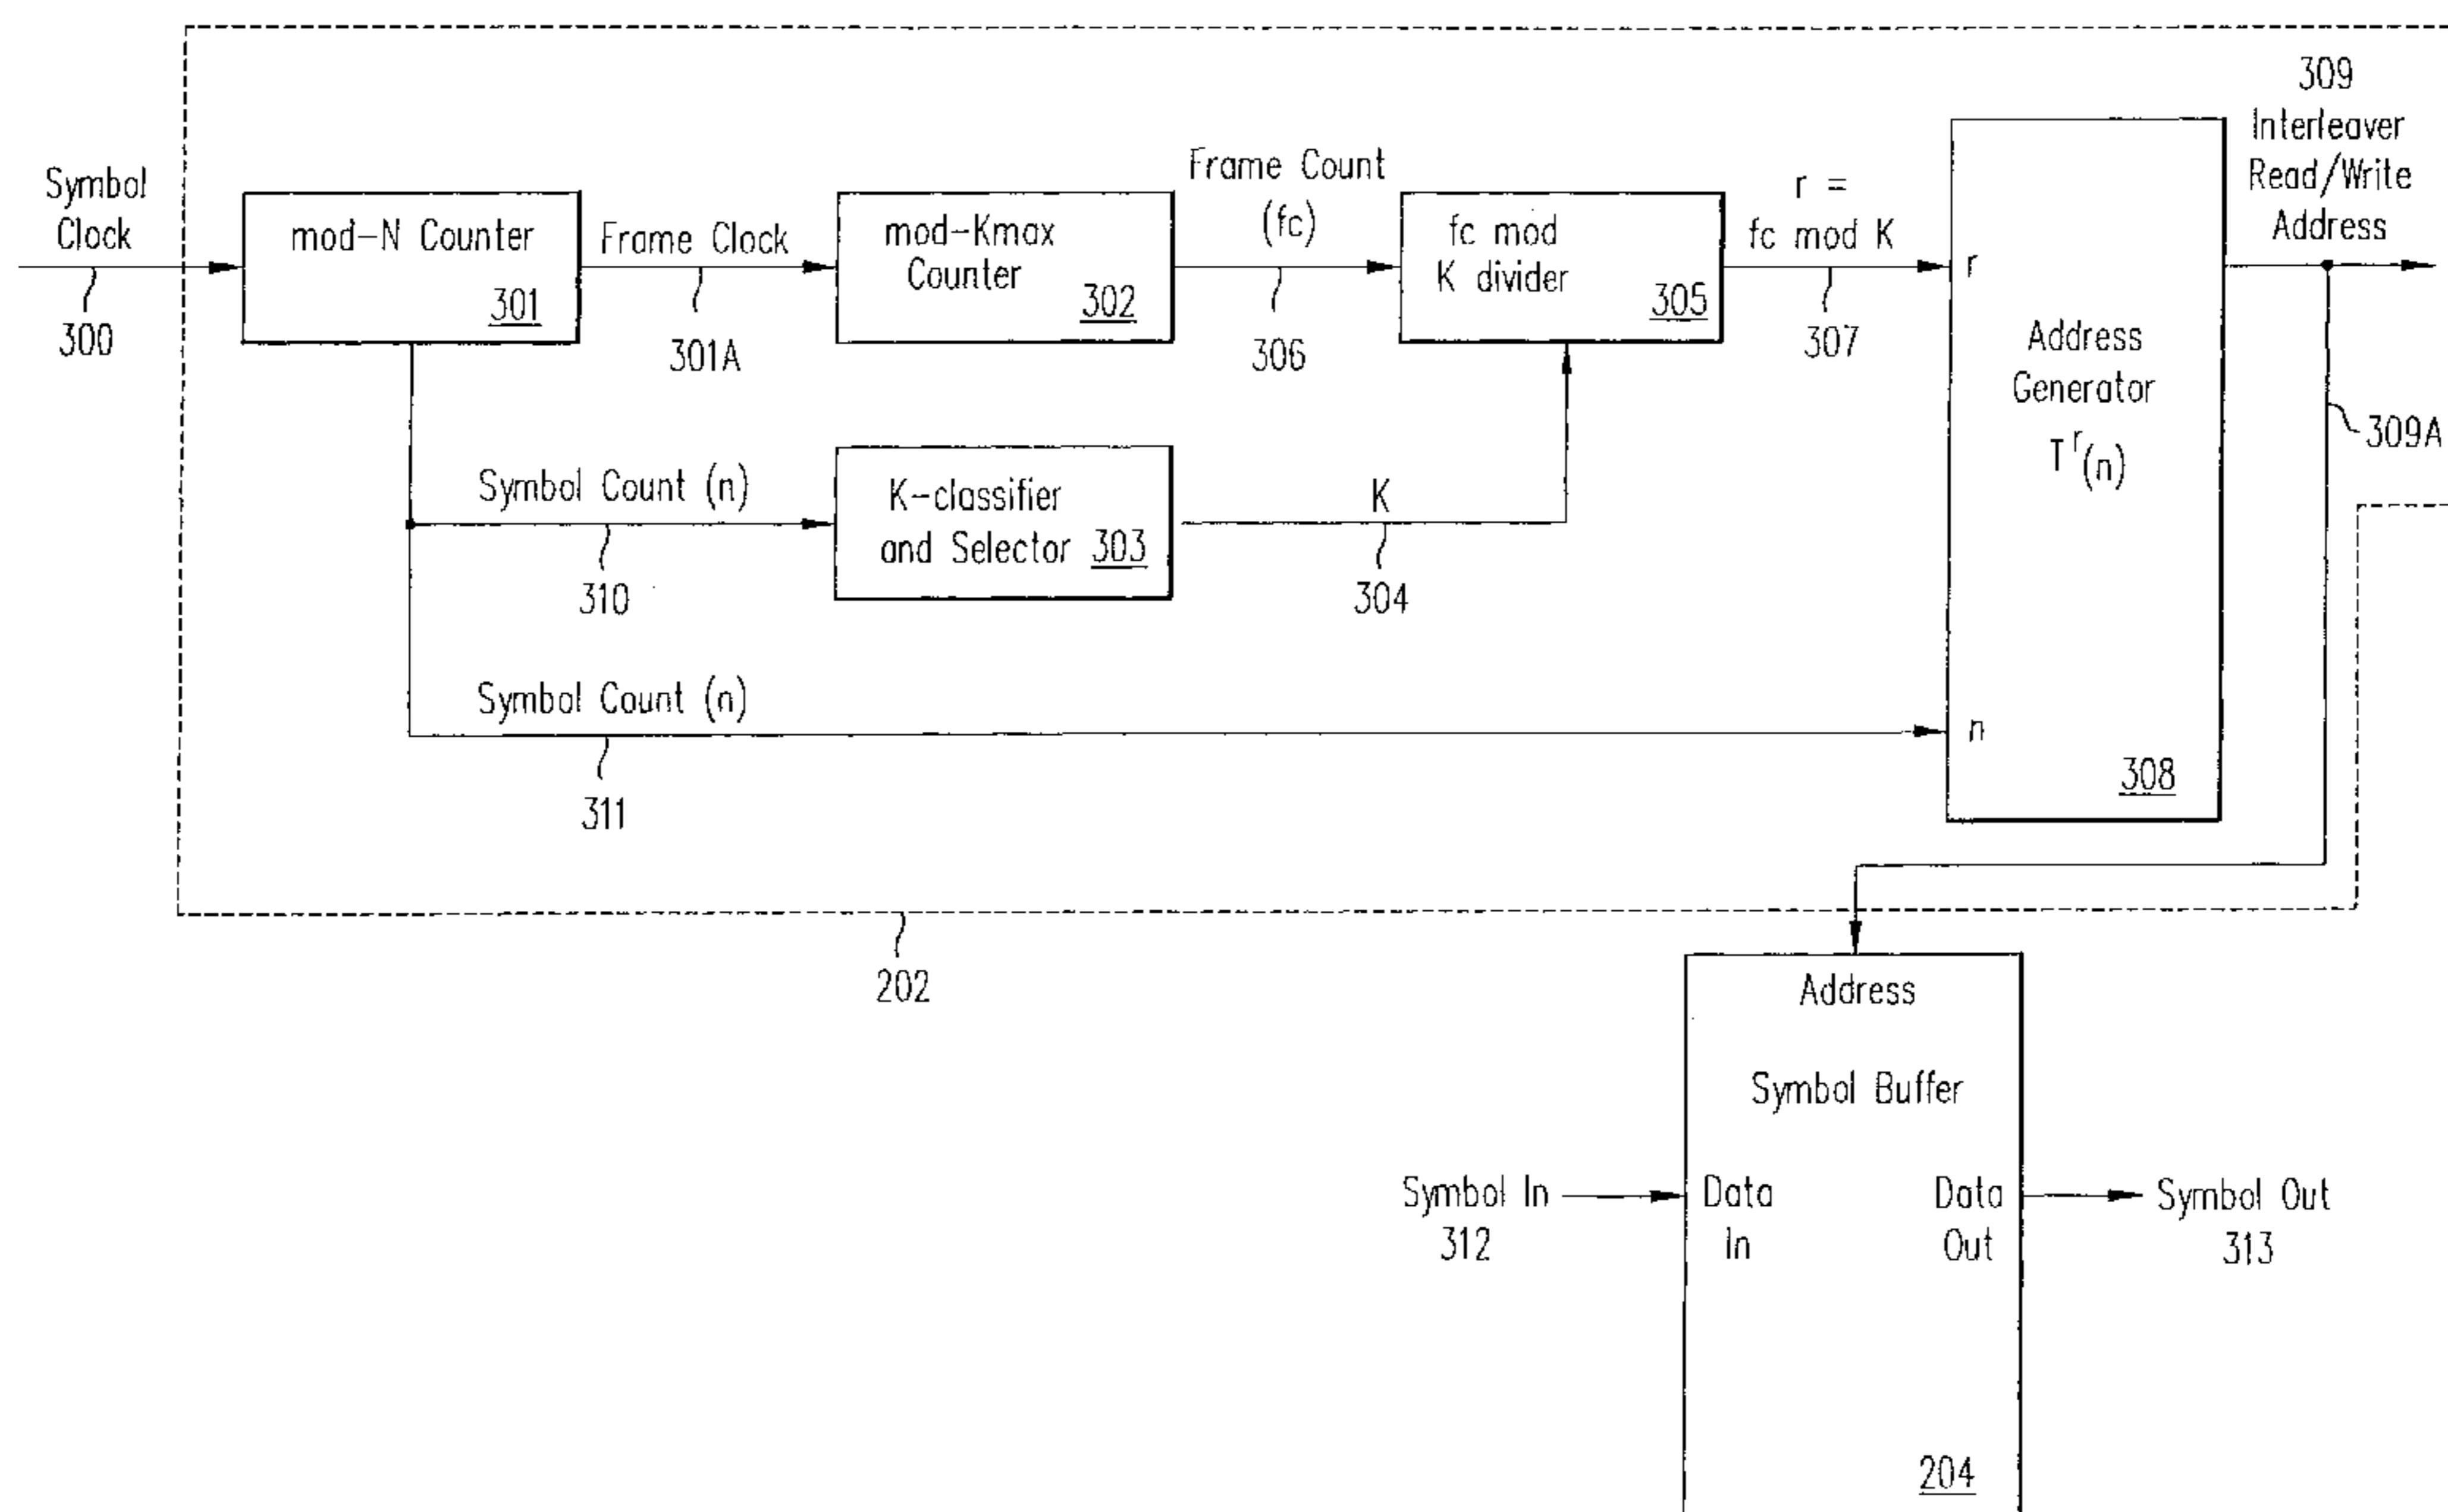 Symbol
Clock
300
mod-N Counter
301
Frame Clock
301A
mod-Kmax
Counter
302
Frame Count
(fc)
306
fc mod
K divider
305
r =
fc mod K
307
r
Address
Generator
T^r(n)
n
308
309
Interleaver
Read/Write
Address
309A
Symbol Count (n)
310
K-classifier
and Selector 303
K
304
Symbol Count (n)
311
202
Address
Symbol Buffer
Symbol In
312
Data
In
Data
Out
Symbol Out
313
204